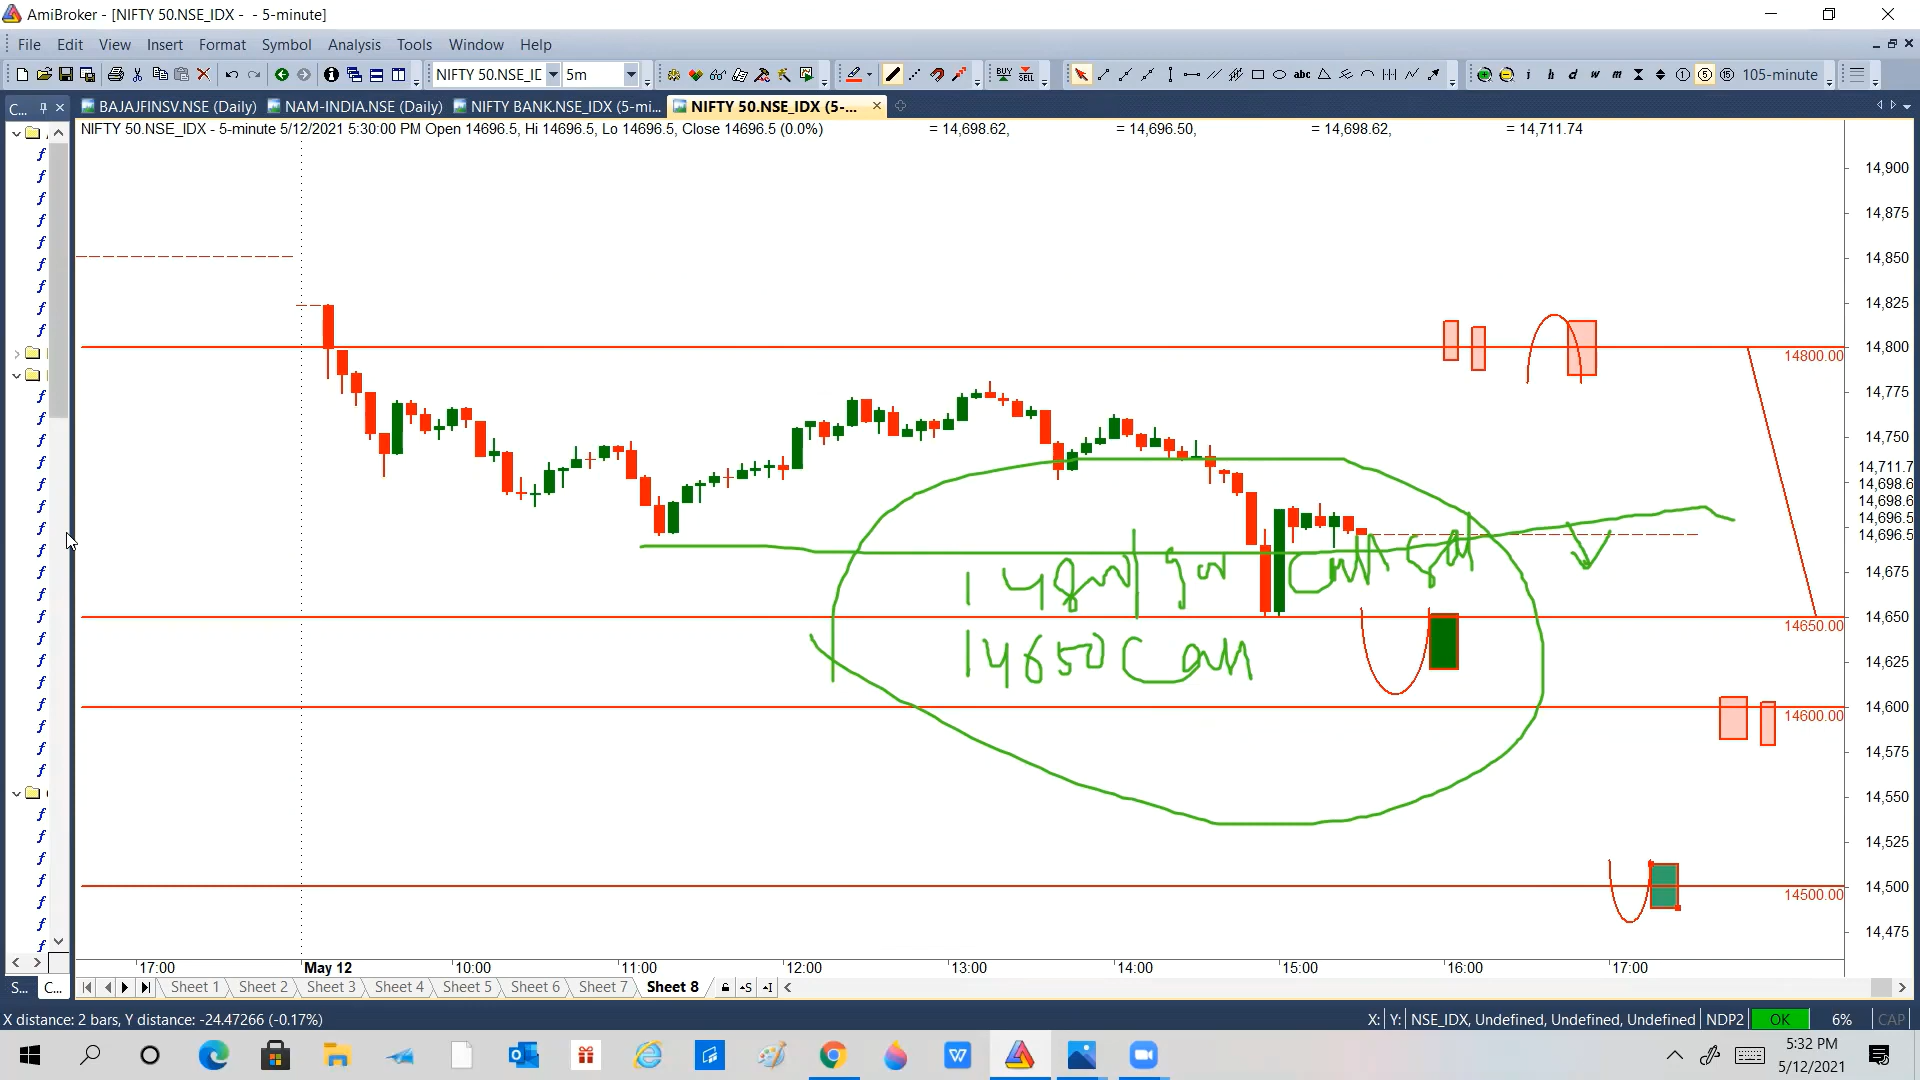 AmiBroker - [NIFTY 50.NSE_IDX -  - 5-minute]
File Edit View Insert Format Symbol Analysis Tools Window Help
NIFTY 50.NSE_IE 5m BUY SELL abc i h d w m 1 5 15 105-minute
C... BAJAJFINSV.NSE (Daily) NAM-INDIA.NSE (Daily) NIFTY BANK.NSE_IDX (5-mi... NIFTY 50.NSE_IDX (5-...
NIFTY 50.NSE_IDX - 5-minute 5/12/2021 5:30:00 PM Open 14696.5, Hi 14696.5, Lo 14696.5, Close 14696.5 (0.0%) = 14,698.62, = 14,696.50, = 14,698.62, = 14,711.74
14,900
14,875
14,850
14,825
14,800
14800.00
14,775
14,750
14,711.7
14,698.6
14,698.6
14,696.5
14,696.5
14,675
14,650
14650.00
14650 Call
14,625
14,600
14600.00
14,575
14,550
14,525
14,500
14500.00
14,475
17:00 May 12 10:00 11:00 12:00 13:00 14:00 15:00 16:00 17:00
S... C... Sheet 1 Sheet 2 Sheet 3 Sheet 4 Sheet 5 Sheet 6 Sheet 7 Sheet 8
X distance: 2 bars, Y distance: -24.47266 (-0.17%) X: Y: NSE_IDX, Undefined, Undefined, Undefined NDP2 OK 6% CAP
5:32 PM
5/12/2021